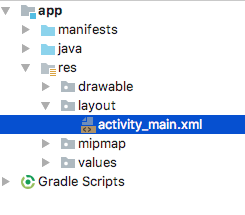 app
manifests
java
res
drawable
layout
activity_main.xml
mipmap
values
Gradle Scripts